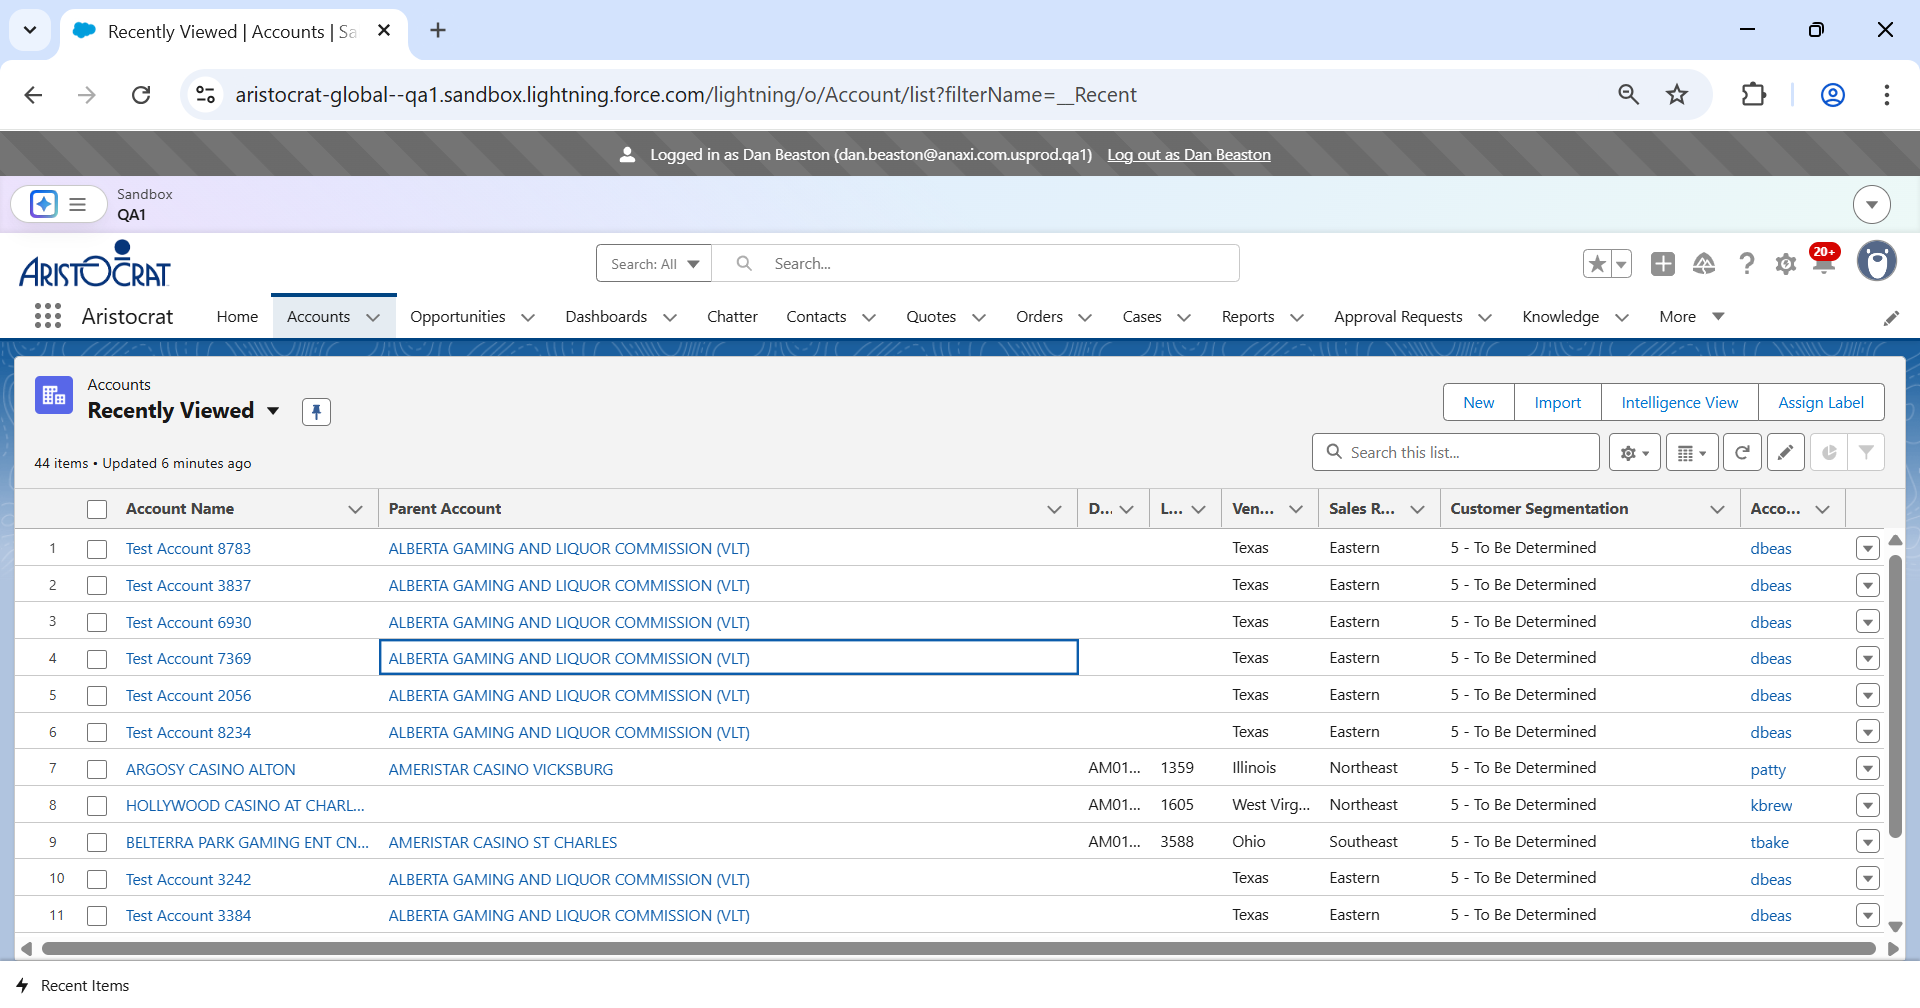 Recently Viewed | Accounts | Sa
aristocrat-global--qa1.sandbox.lightning.force.com/lightning/o/Account/list?filterName=__Recent
Logged in as Dan Beaston (dan.beaston@anaxi.com.usprod.qa1) Log out as Dan Beaston
Sandbox
QA1
ARISTOCRAT
Search: All Search...
20+
Aristocrat Home Accounts Opportunities Dashboards Chatter Contacts Quotes Orders Cases Reports Approval Requests Knowledge More
Accounts
Recently Viewed
New Import Intelligence View Assign Label
44 items • Updated 6 minutes ago
Search this list...
Account Name Parent Account D... L... Ven... Sales R... Customer Segmentation Acco...
1 Test Account 8783 ALBERTA GAMING AND LIQUOR COMMISSION (VLT) Texas Eastern 5 - To Be Determined dbeas
2 Test Account 3837 ALBERTA GAMING AND LIQUOR COMMISSION (VLT) Texas Eastern 5 - To Be Determined dbeas
3 Test Account 6930 ALBERTA GAMING AND LIQUOR COMMISSION (VLT) Texas Eastern 5 - To Be Determined dbeas
4 Test Account 7369 ALBERTA GAMING AND LIQUOR COMMISSION (VLT) Texas Eastern 5 - To Be Determined dbeas
5 Test Account 2056 ALBERTA GAMING AND LIQUOR COMMISSION (VLT) Texas Eastern 5 - To Be Determined dbeas
6 Test Account 8234 ALBERTA GAMING AND LIQUOR COMMISSION (VLT) Texas Eastern 5 - To Be Determined dbeas
7 ARGOSY CASINO ALTON AMERISTAR CASINO VICKSBURG AM01... 1359 Illinois Northeast 5 - To Be Determined patty
8 HOLLYWOOD CASINO AT CHARL... AM01... 1605 West Virg... Northeast 5 - To Be Determined kbrew
9 BELTERRA PARK GAMING ENT CN... AMERISTAR CASINO ST CHARLES AM01... 3588 Ohio Southeast 5 - To Be Determined tbake
10 Test Account 3242 ALBERTA GAMING AND LIQUOR COMMISSION (VLT) Texas Eastern 5 - To Be Determined dbeas
11 Test Account 3384 ALBERTA GAMING AND LIQUOR COMMISSION (VLT) Texas Eastern 5 - To Be Determined dbeas
Recent Items